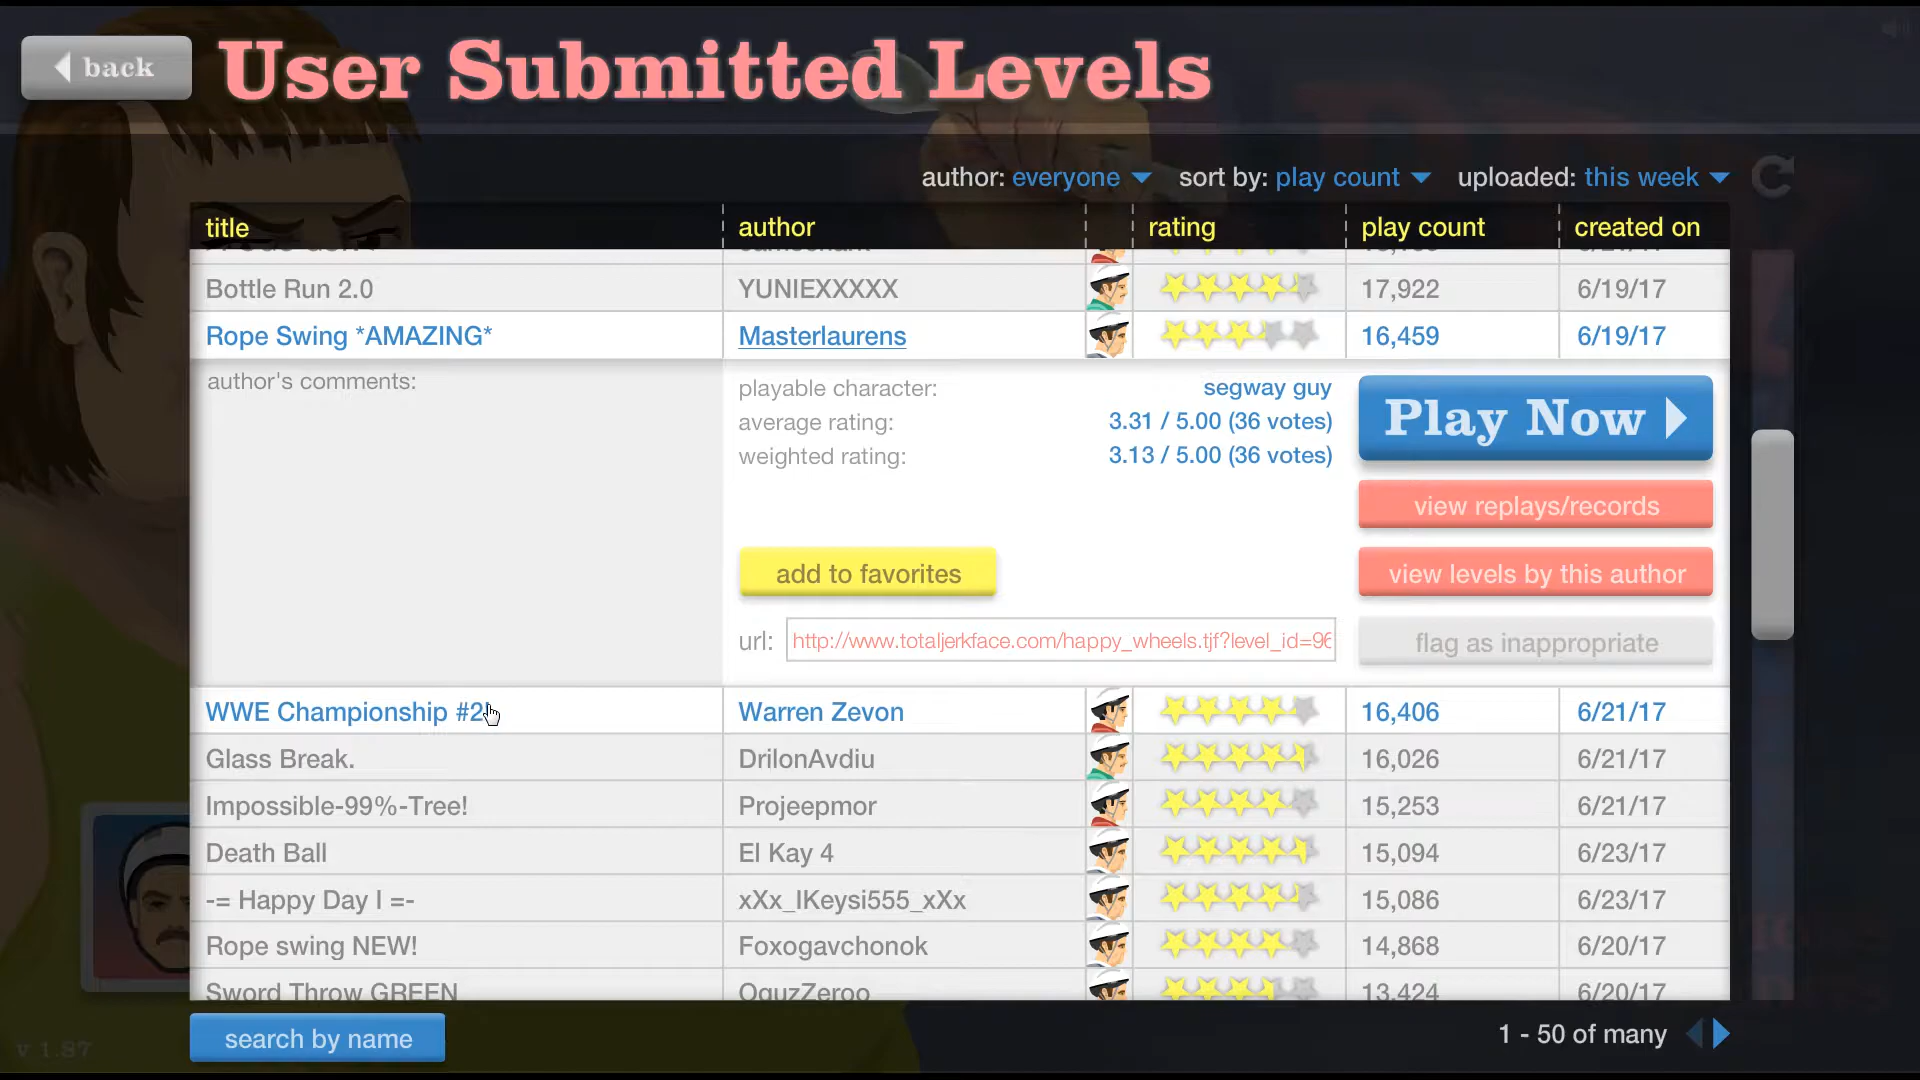 back
User Submitted Levels
author: everyone sort by: play count uploaded: this week
title author rating play count created on
Bottle Run 2.0 YUNIEXXXXX 17,922 6/19/17
Rope Swing *AMAZING* Masterlaurens 16,459 6/19/17
author's comments:
playable character: segway guy
average rating: 3.31 / 5.00 (36 votes)
weighted rating: 3.13 / 5.00 (36 votes)
Play Now
view replays/records
add to favorites
view levels by this author
url: http://www.totaljerkface.com/happy_wheels.tjf?level_id=96
flag as inappropriate
WWE Championship #2 Warren Zevon 16,406 6/21/17
Glass Break. DrilonAvdiu 16,026 6/21/17
Impossible-99%-Tree! Projeepmor 15,253 6/21/17
Death Ball El Kay 4 15,094 6/23/17
-= Happy Day I =- xXx_IKeysi555_xXx 15,086 6/23/17
Rope swing NEW! Foxogavchonok 14,868 6/20/17
Sword Throw GREEN OguzZeroo 13,424 6/20/17
search by name
1 - 50 of many
v 1.87